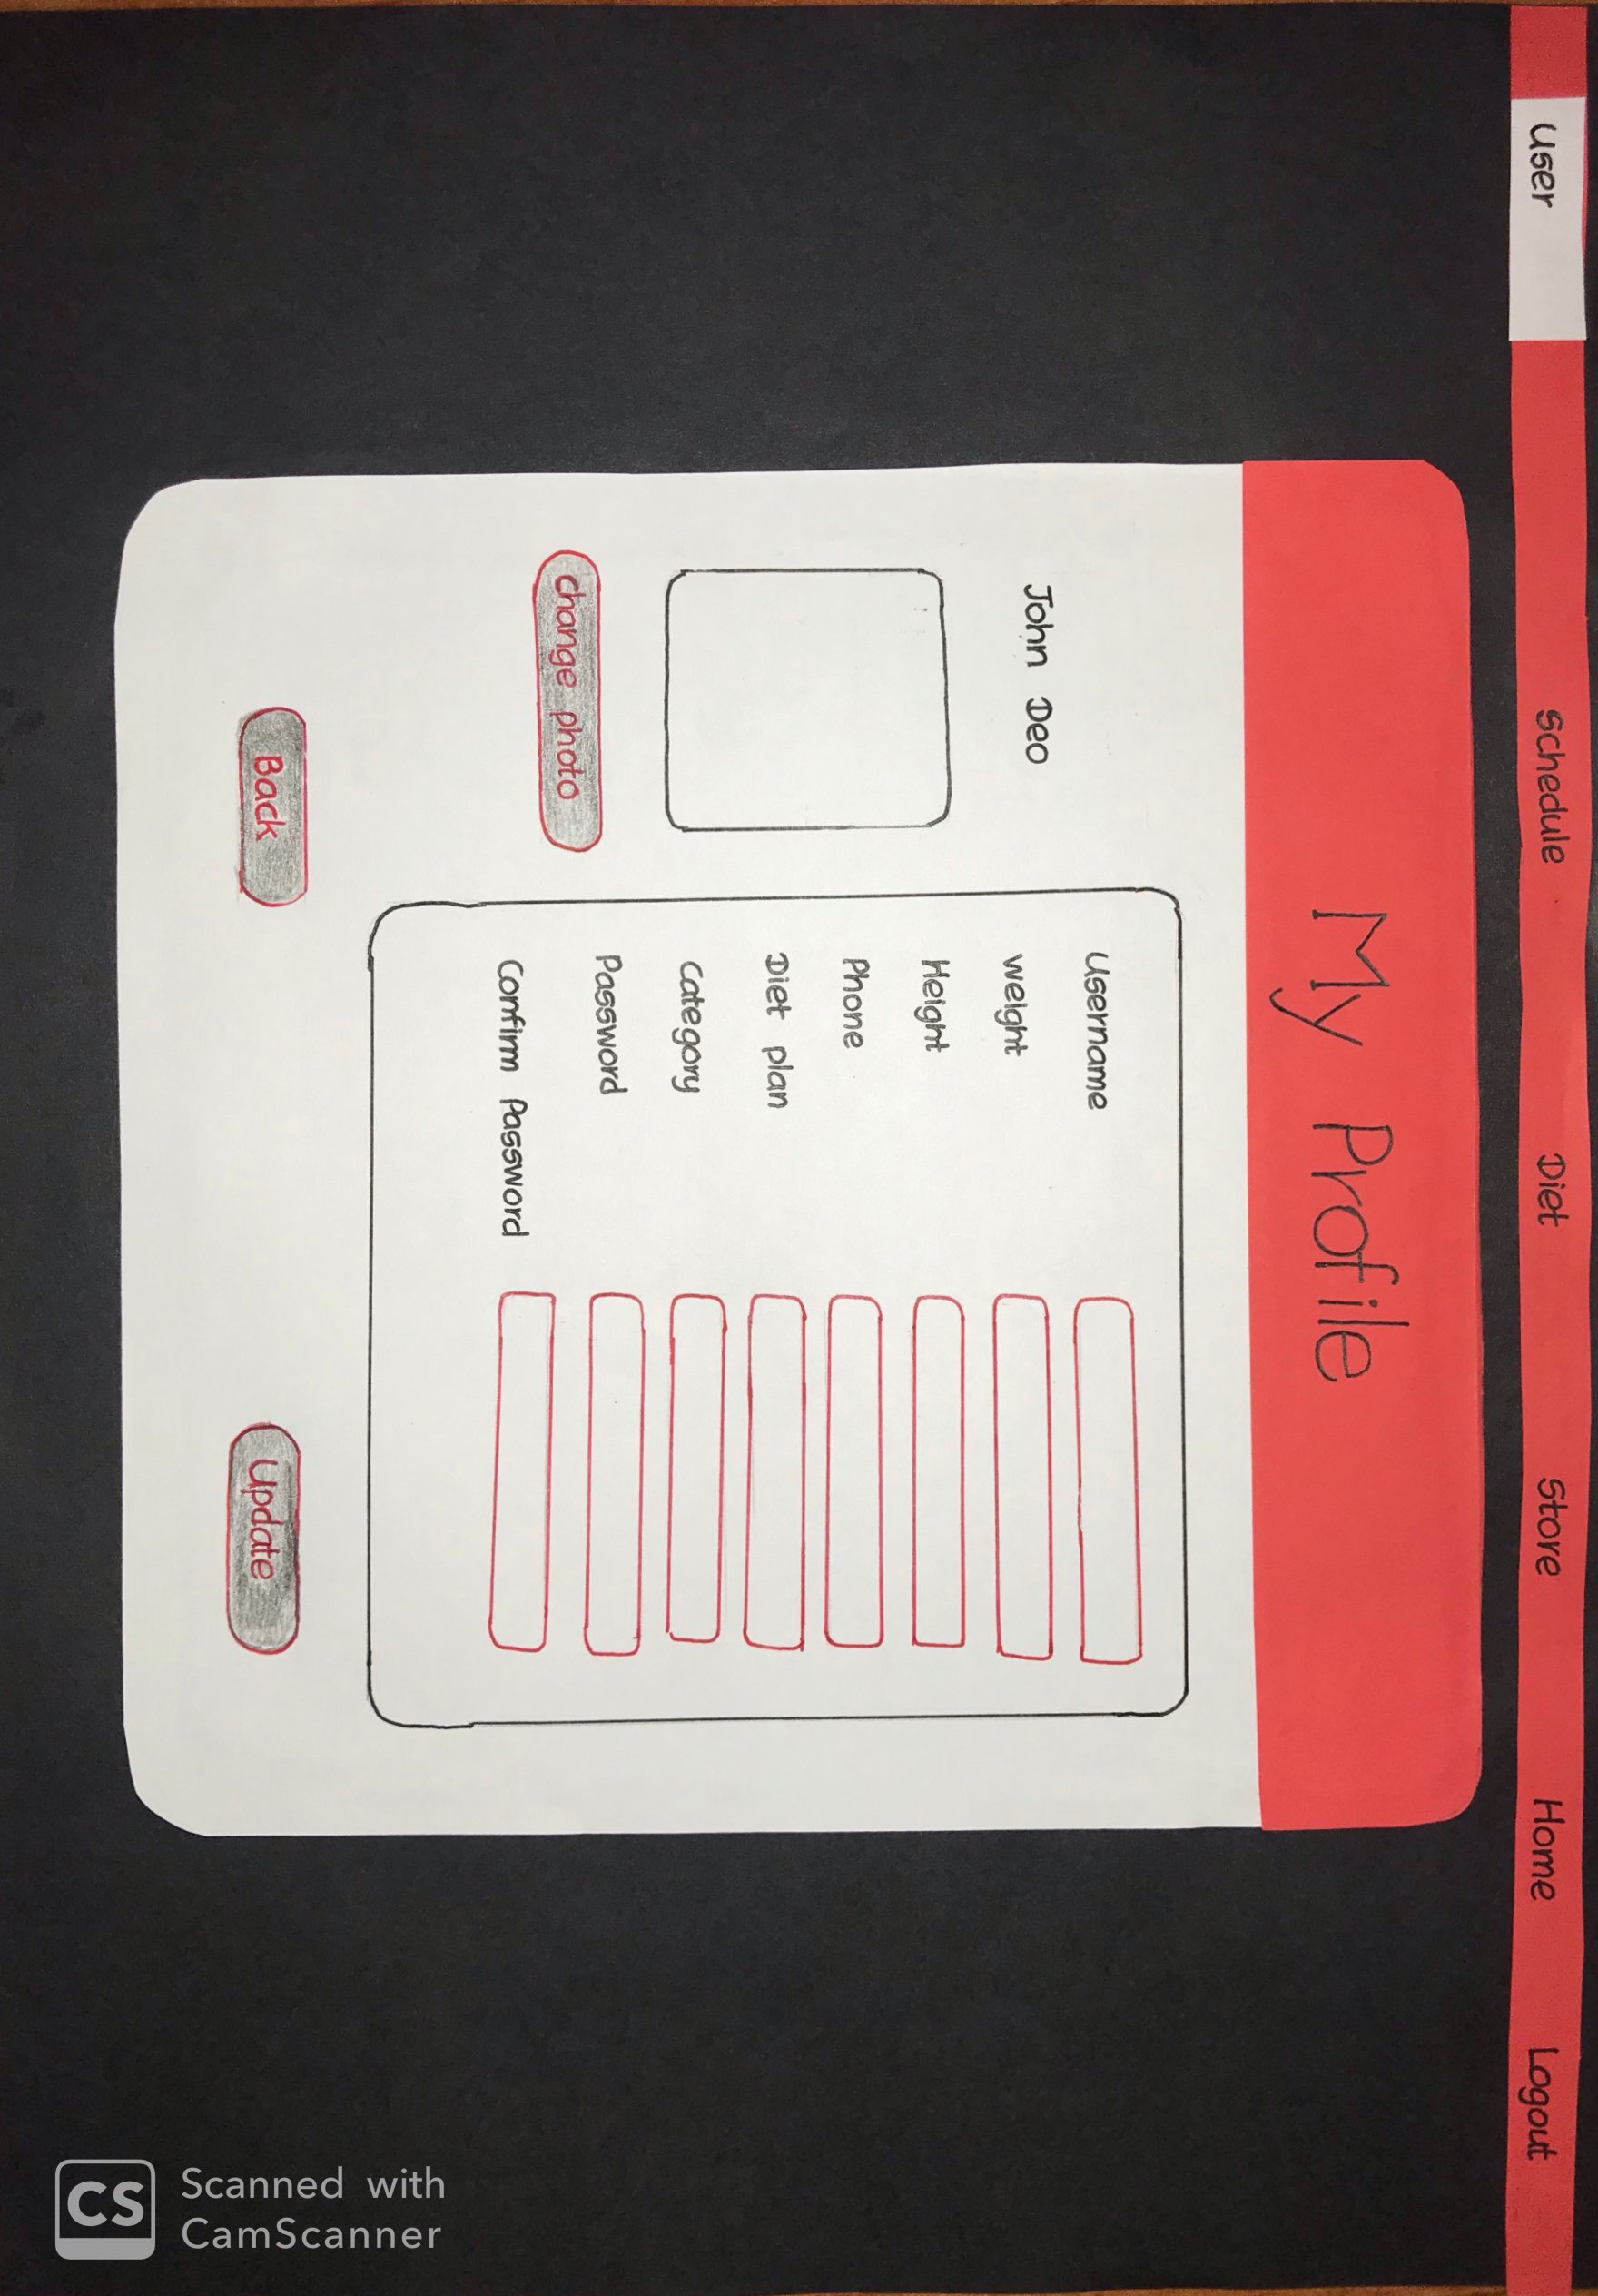 User Schedule Diet Store Home Logout
My Profile
John Deo
change photo
Username
weight
Height
Phone
Diet plan
Category
Password
Confirm Password
Back
Update
CS
Scanned with
CamScanner